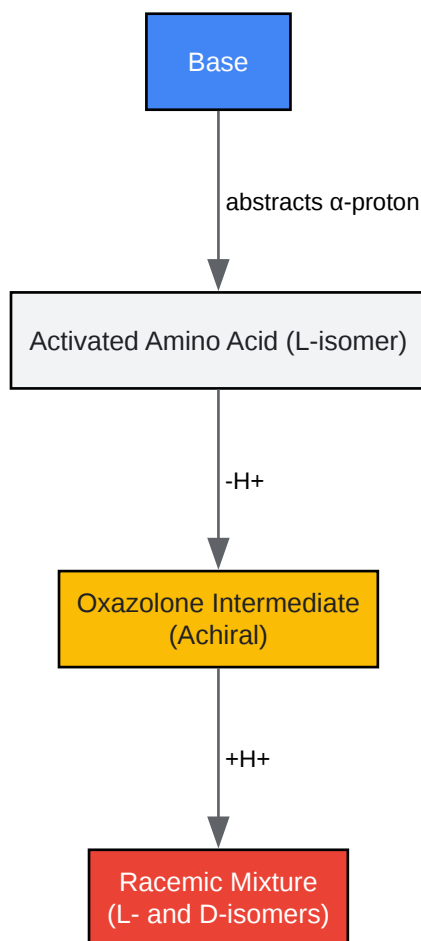 Base
abstracts α-proton
Activated Amino Acid (L-isomer)
-H+
Oxazolone Intermediate
(Achiral)
+H+
Racemic Mixture
(L- and D-isomers)